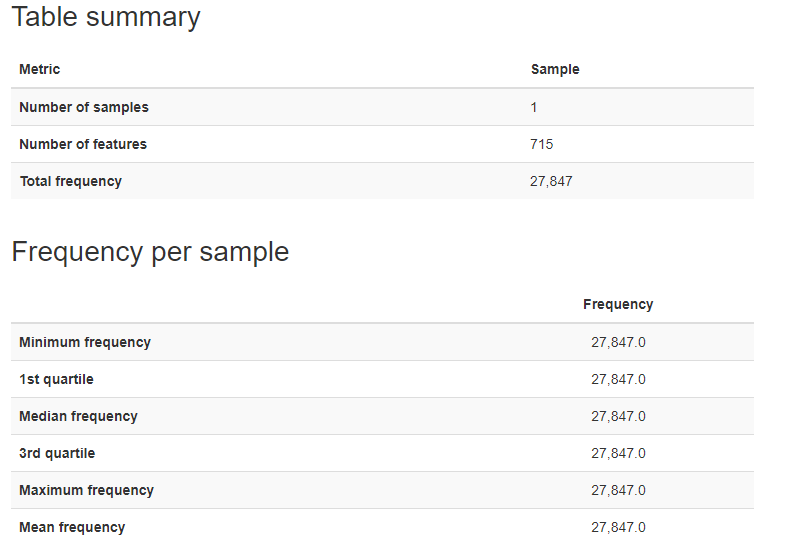 Table summary
Metric Sample
Number of samples 1
Number of features 715
Total frequency 27,847
Frequency per sample
Frequency
Minimum frequency 27,847.0
1st quartile 27,847.0
Median frequency 27,847.0
3rd quartile 27,847.0
Maximum frequency 27,847.0
Mean frequency 27,847.0